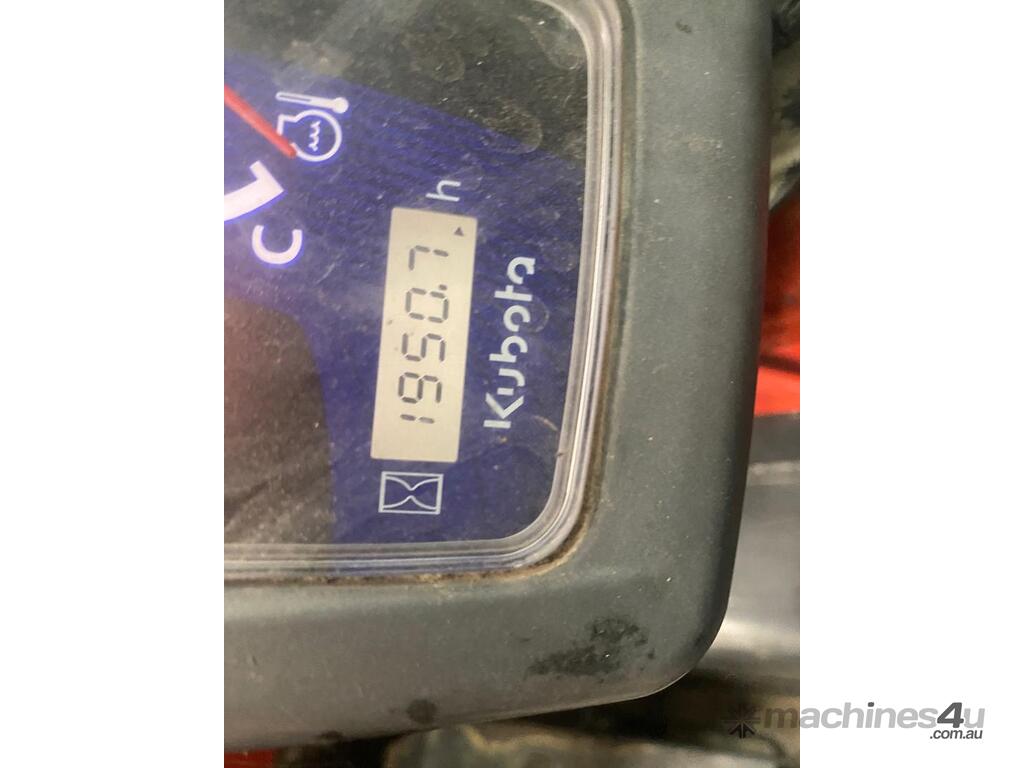 C
1950.7 h
Kubota
machines4u
.com.au